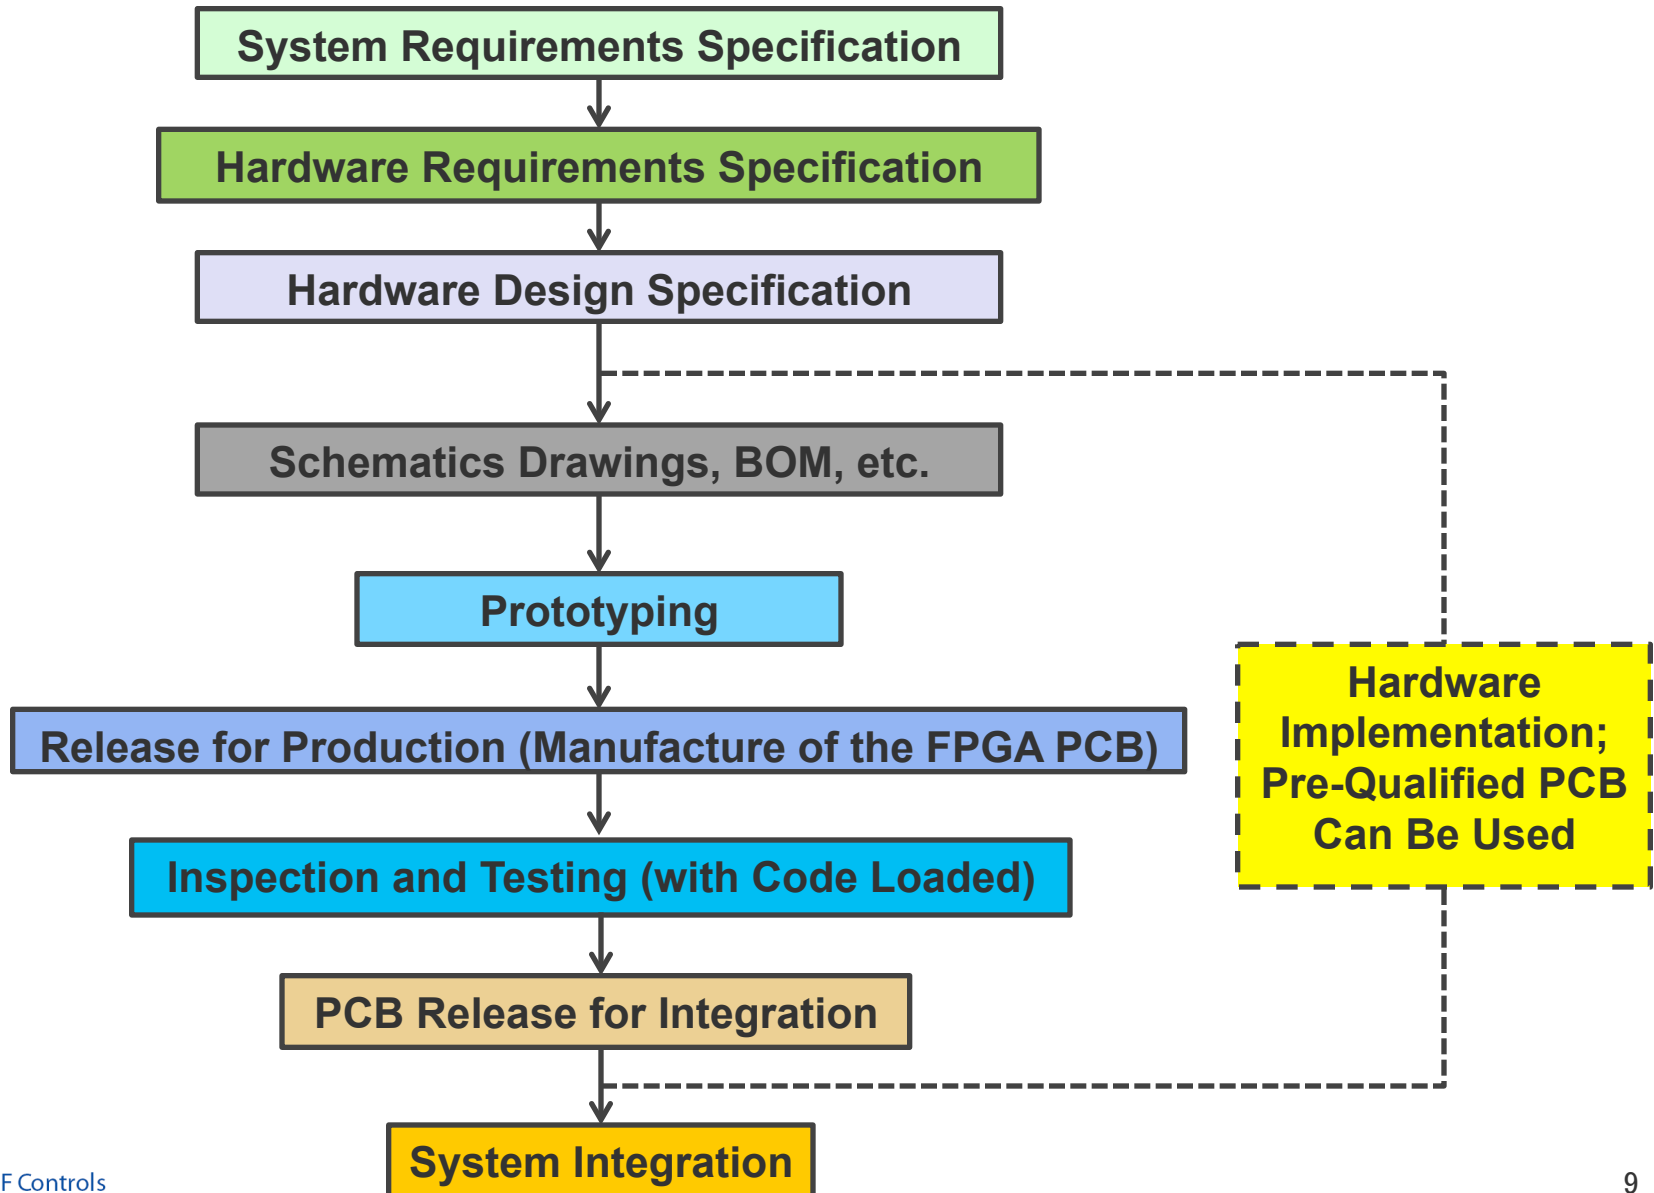 System Requirements Specification
Hardware Requirements Specification
Hardware Design Specification
Schematics Drawings, BOM, etc.
Prototyping
Release for Production (Manufacture of the FPGA PCB)
Inspection and Testing (with Code Loaded)
PCB Release for Integration
System Integration
Hardware
Implementation;
Pre-Qualified PCB
Can Be Used
F Controls
9